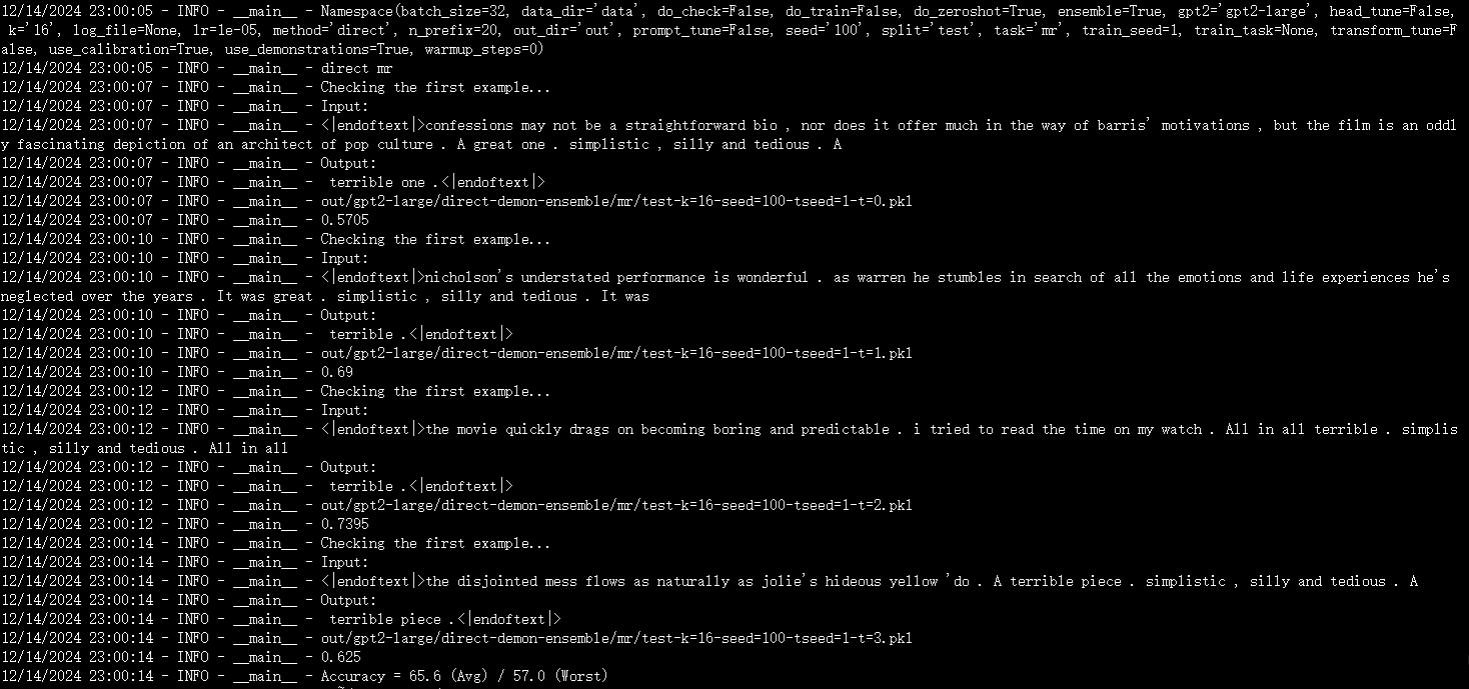 12/14/2024 23:00:05 - INFO - __main__ - Namespace(batch_size=32, data_dir='data', do_check=False, do_train=False, do_zeroshot=True, ensemble=True, gpt2='gpt2-large', head_tune=False,
 k='16', log_file=None, lr=1e-05, method='direct', n_prefix=20, out_dir='out', prompt_tune=False, seed='100', split='test', task='mr', train_seed=1, train_task=None, transform_tune=F
alse, use_calibration=True, use_demonstrations=True, warmup_steps=0)
12/14/2024 23:00:05 - INFO - __main__ - direct mr
12/14/2024 23:00:07 - INFO - __main__ - Checking the first example...
12/14/2024 23:00:07 - INFO - __main__ - Input:
12/14/2024 23:00:07 - INFO - __main__ - <|endoftext|>confessions may not be a straightforward bio , nor does it offer much in the way of barris' motivations , but the film is an oddl
y fascinating depiction of an architect of pop culture . A great one . simplistic , silly and tedious . A
12/14/2024 23:00:07 - INFO - __main__ - Output:
12/14/2024 23:00:07 - INFO - __main__ -  terrible one .<|endoftext|>
12/14/2024 23:00:07 - INFO - __main__ - out/gpt2-large/direct-demon-ensemble/mr/test-k=16-seed=100-tseed=1-t=0.pkl
12/14/2024 23:00:07 - INFO - __main__ - 0.5705
12/14/2024 23:00:10 - INFO - __main__ - Checking the first example...
12/14/2024 23:00:10 - INFO - __main__ - Input:
12/14/2024 23:00:10 - INFO - __main__ - <|endoftext|>nicholson's understated performance is wonderful . as warren he stumbles in search of all the emotions and life experiences he's
neglected over the years . It was great . simplistic , silly and tedious . It was
12/14/2024 23:00:10 - INFO - __main__ - Output:
12/14/2024 23:00:10 - INFO - __main__ -  terrible .<|endoftext|>
12/14/2024 23:00:10 - INFO - __main__ - out/gpt2-large/direct-demon-ensemble/mr/test-k=16-seed=100-tseed=1-t=1.pkl
12/14/2024 23:00:10 - INFO - __main__ - 0.69
12/14/2024 23:00:12 - INFO - __main__ - Checking the first example...
12/14/2024 23:00:12 - INFO - __main__ - Input:
12/14/2024 23:00:12 - INFO - __main__ - <|endoftext|>the movie quickly drags on becoming boring and predictable . i tried to read the time on my watch . All in all terrible . simplis
tic , silly and tedious . All in all
12/14/2024 23:00:12 - INFO - __main__ - Output:
12/14/2024 23:00:12 - INFO - __main__ -  terrible .<|endoftext|>
12/14/2024 23:00:12 - INFO - __main__ - out/gpt2-large/direct-demon-ensemble/mr/test-k=16-seed=100-tseed=1-t=2.pkl
12/14/2024 23:00:12 - INFO - __main__ - 0.7395
12/14/2024 23:00:14 - INFO - __main__ - Checking the first example...
12/14/2024 23:00:14 - INFO - __main__ - Input:
12/14/2024 23:00:14 - INFO - __main__ - <|endoftext|>the disjointed mess flows as naturally as jolie's hideous yellow 'do . A terrible piece . simplistic , silly and tedious . A
12/14/2024 23:00:14 - INFO - __main__ - Output:
12/14/2024 23:00:14 - INFO - __main__ -  terrible piece .<|endoftext|>
12/14/2024 23:00:14 - INFO - __main__ - out/gpt2-large/direct-demon-ensemble/mr/test-k=16-seed=100-tseed=1-t=3.pkl
12/14/2024 23:00:14 - INFO - __main__ - 0.625
12/14/2024 23:00:14 - INFO - __main__ - Accuracy = 65.6 (Avg) / 57.0 (Worst)